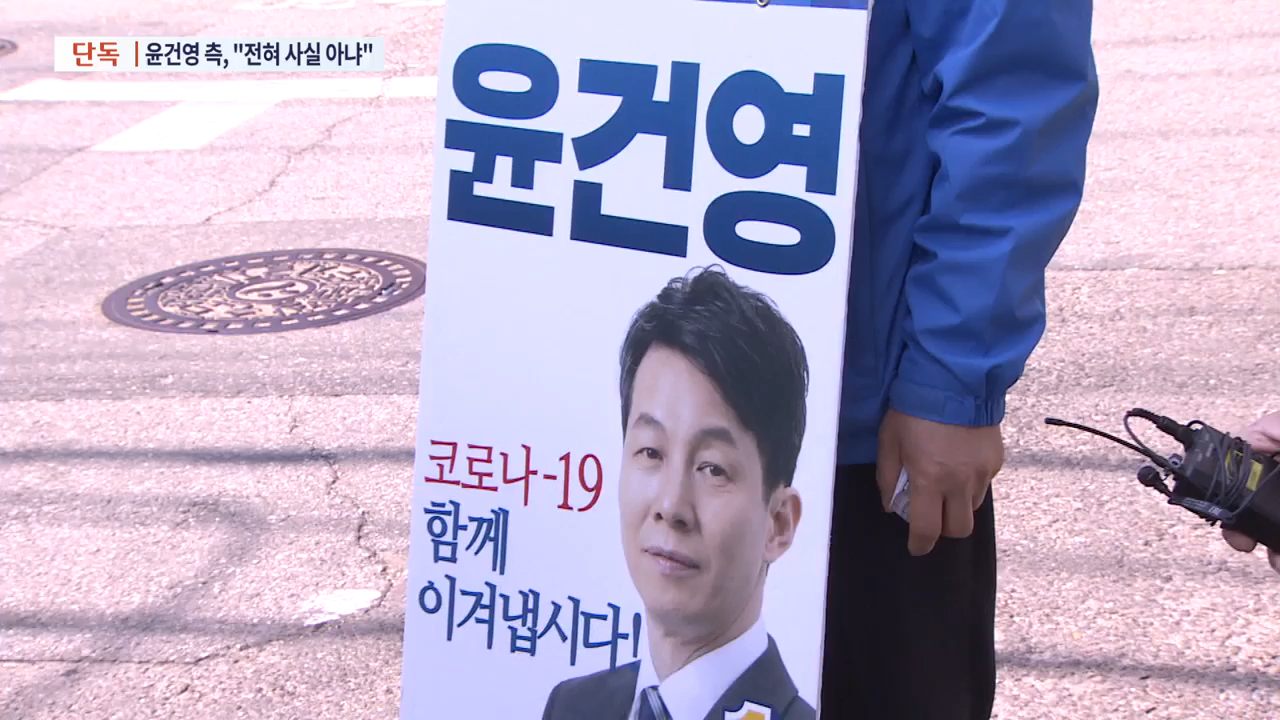 단독 | 윤건영 측, "전혀 사실 아냐"
윤건영
코로나-19
함께
이겨냅시다!
1